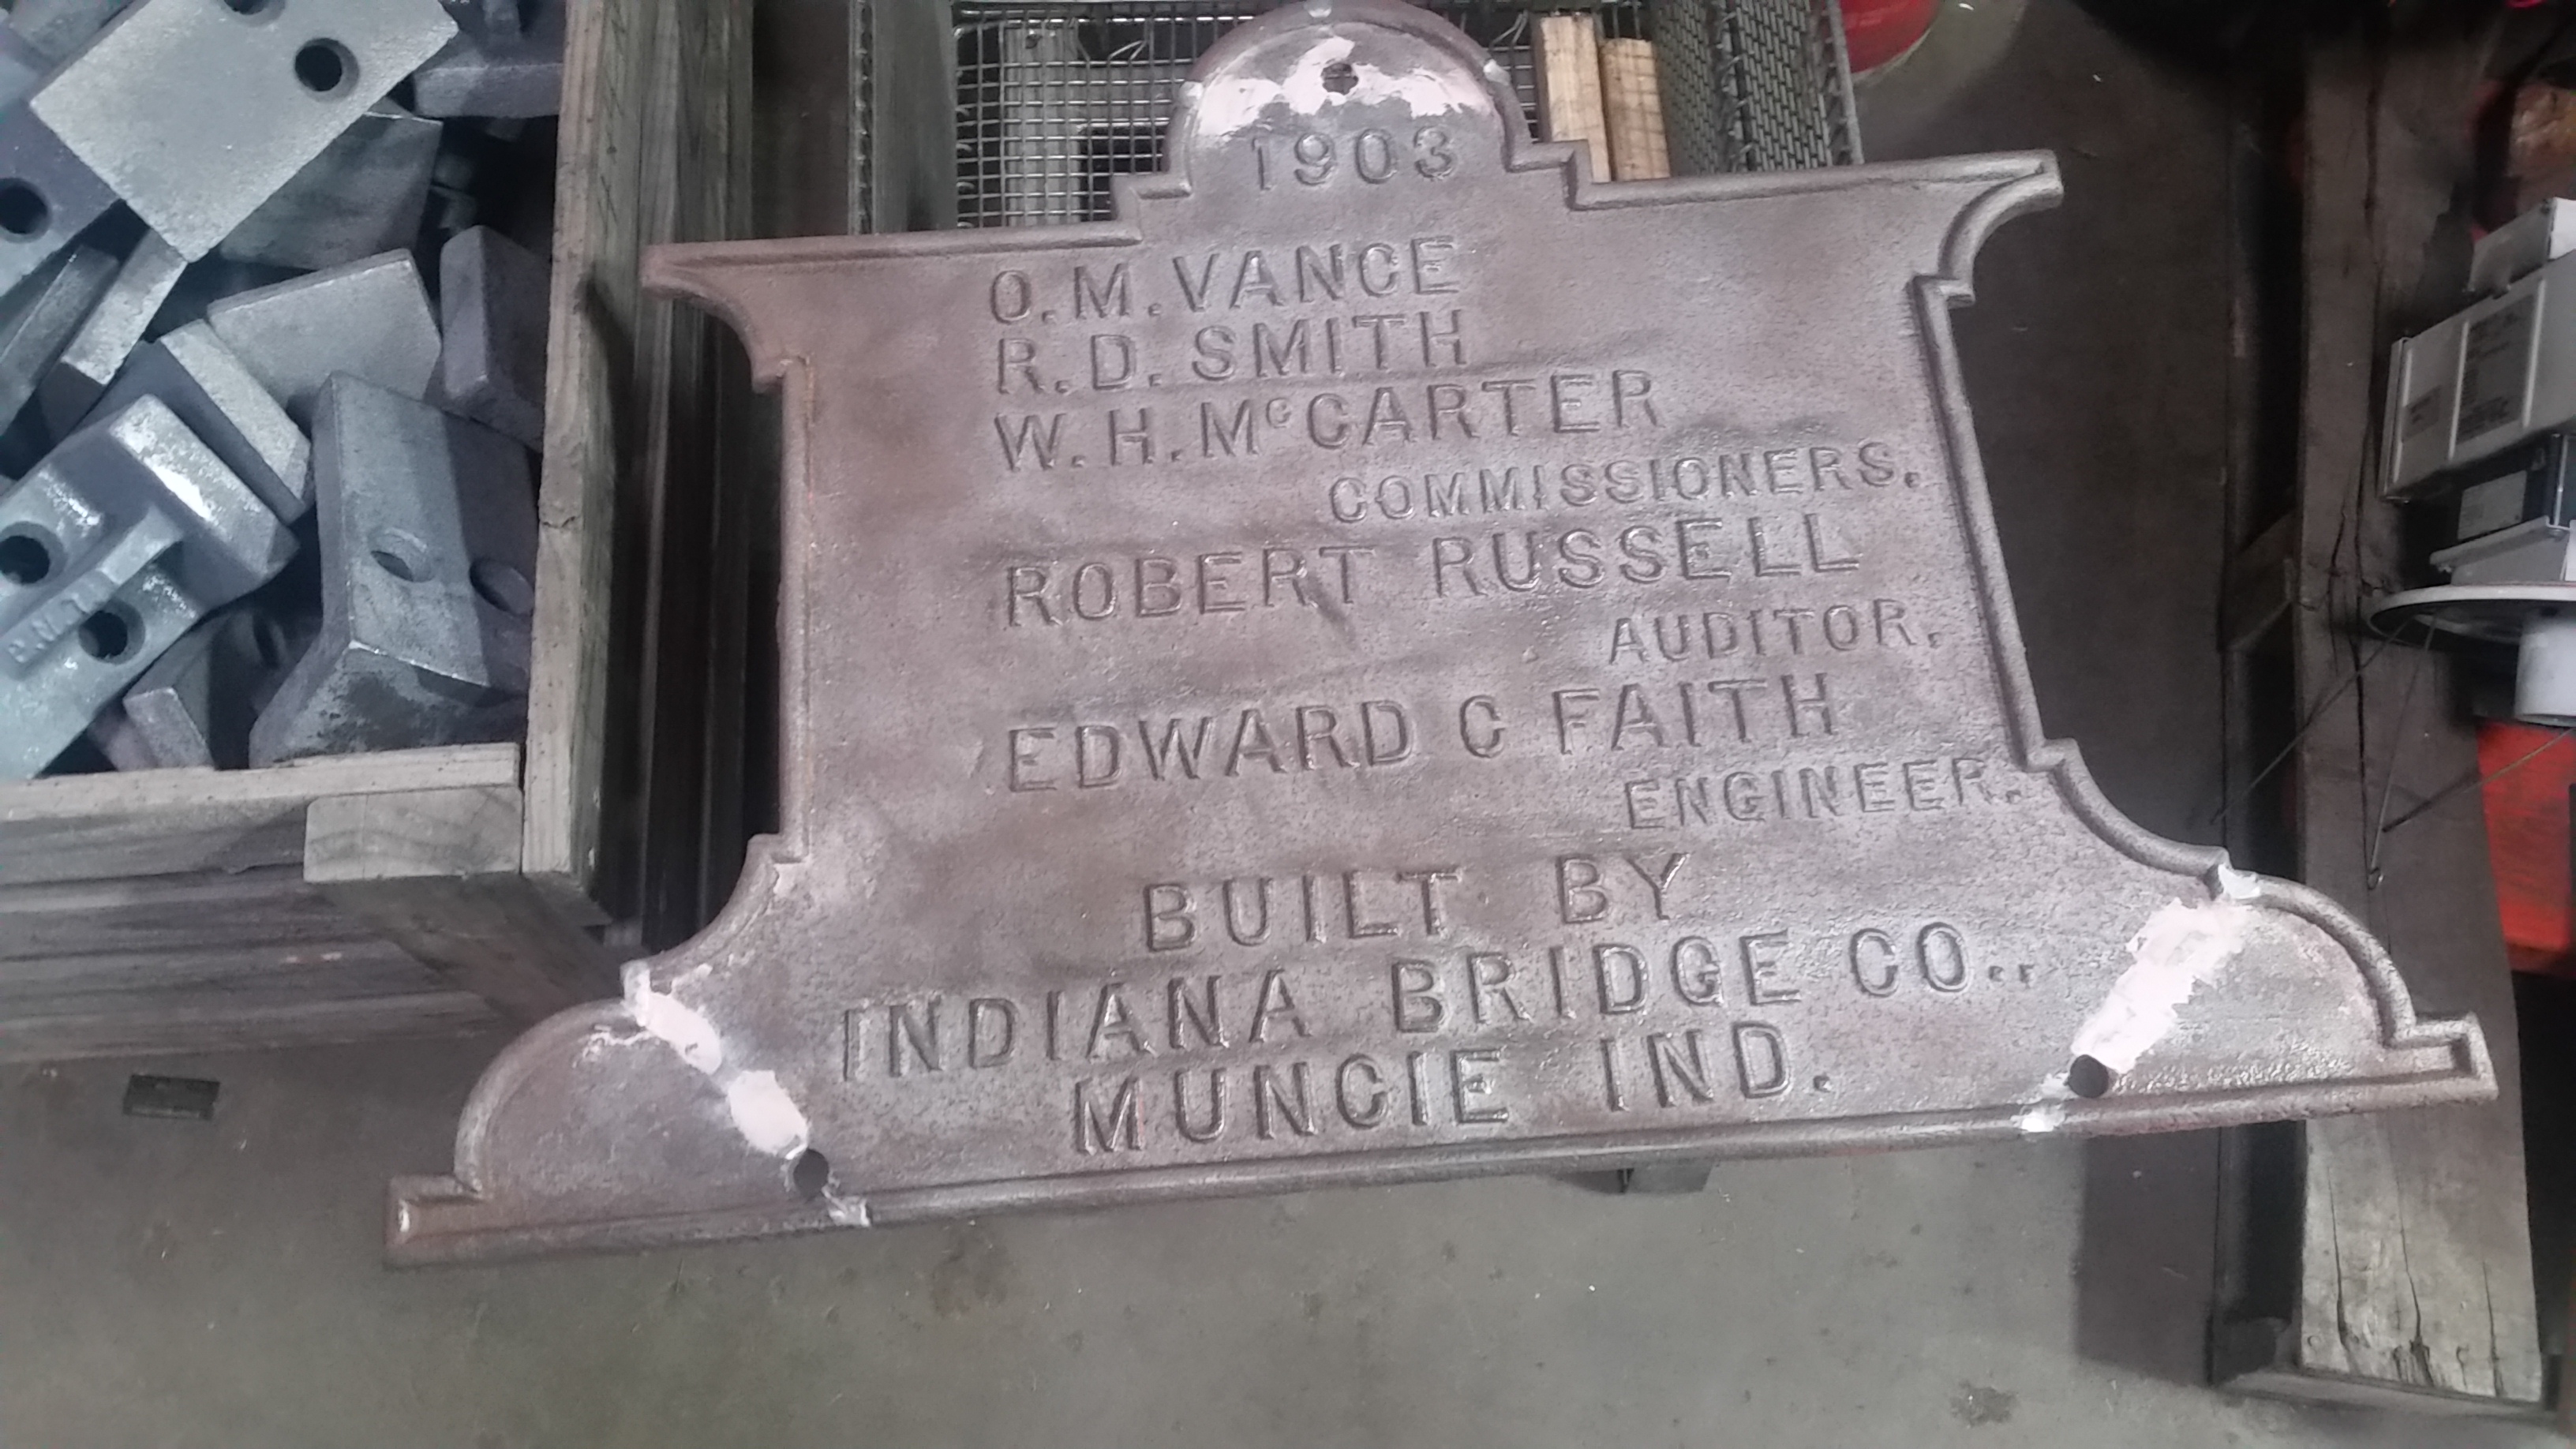 1903
O.M.VANCE
R.D.SMITH
W.H.McCARTER
COMMISSIONERS.
ROBERT RUSSELL
AUDITOR.
EDWARD C FAITH
ENGINEER.
BUILT BY
INDIANA BRIDGE CO..
MUNCIE IND.